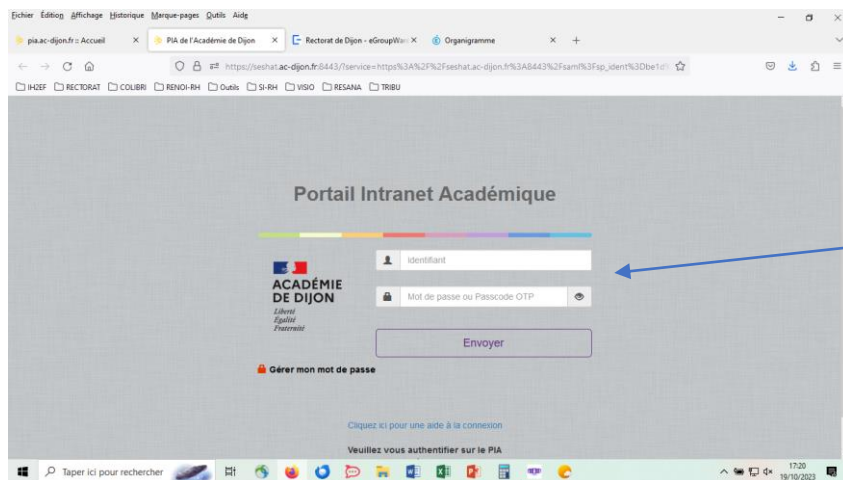 Fichier Édition Affichage Historique Marque-pages Outils Aide
pia.ac-dijon.fr :: Accueil PIA de l'Académie de Dijon Rectorat de Dijon - eGroupWa Organigramme
https://seshat.ac-dijon.fr:8443/?service=https%3A%2F%2Fseshat.ac-dijon.fr%3A8443%2Fsaml%3Fsp_ident%3Dbe1d
IH2EF RECTORAT COLIBRI RENOI-RH Outils SI-RH VISIO RESANA TRIBU
Portail Intranet Académique
Identifiant
ACADÉMIE
DE DIJON
Liberté
Égalité
Fraternité
Mot de passe ou Passcode OTP
Envoyer
Gérer mon mot de passe
Cliquez ici pour une aide à la connexion
Veuillez vous authentifier sur le PIA
Taper ici pour rechercher
17:20
19/10/2023